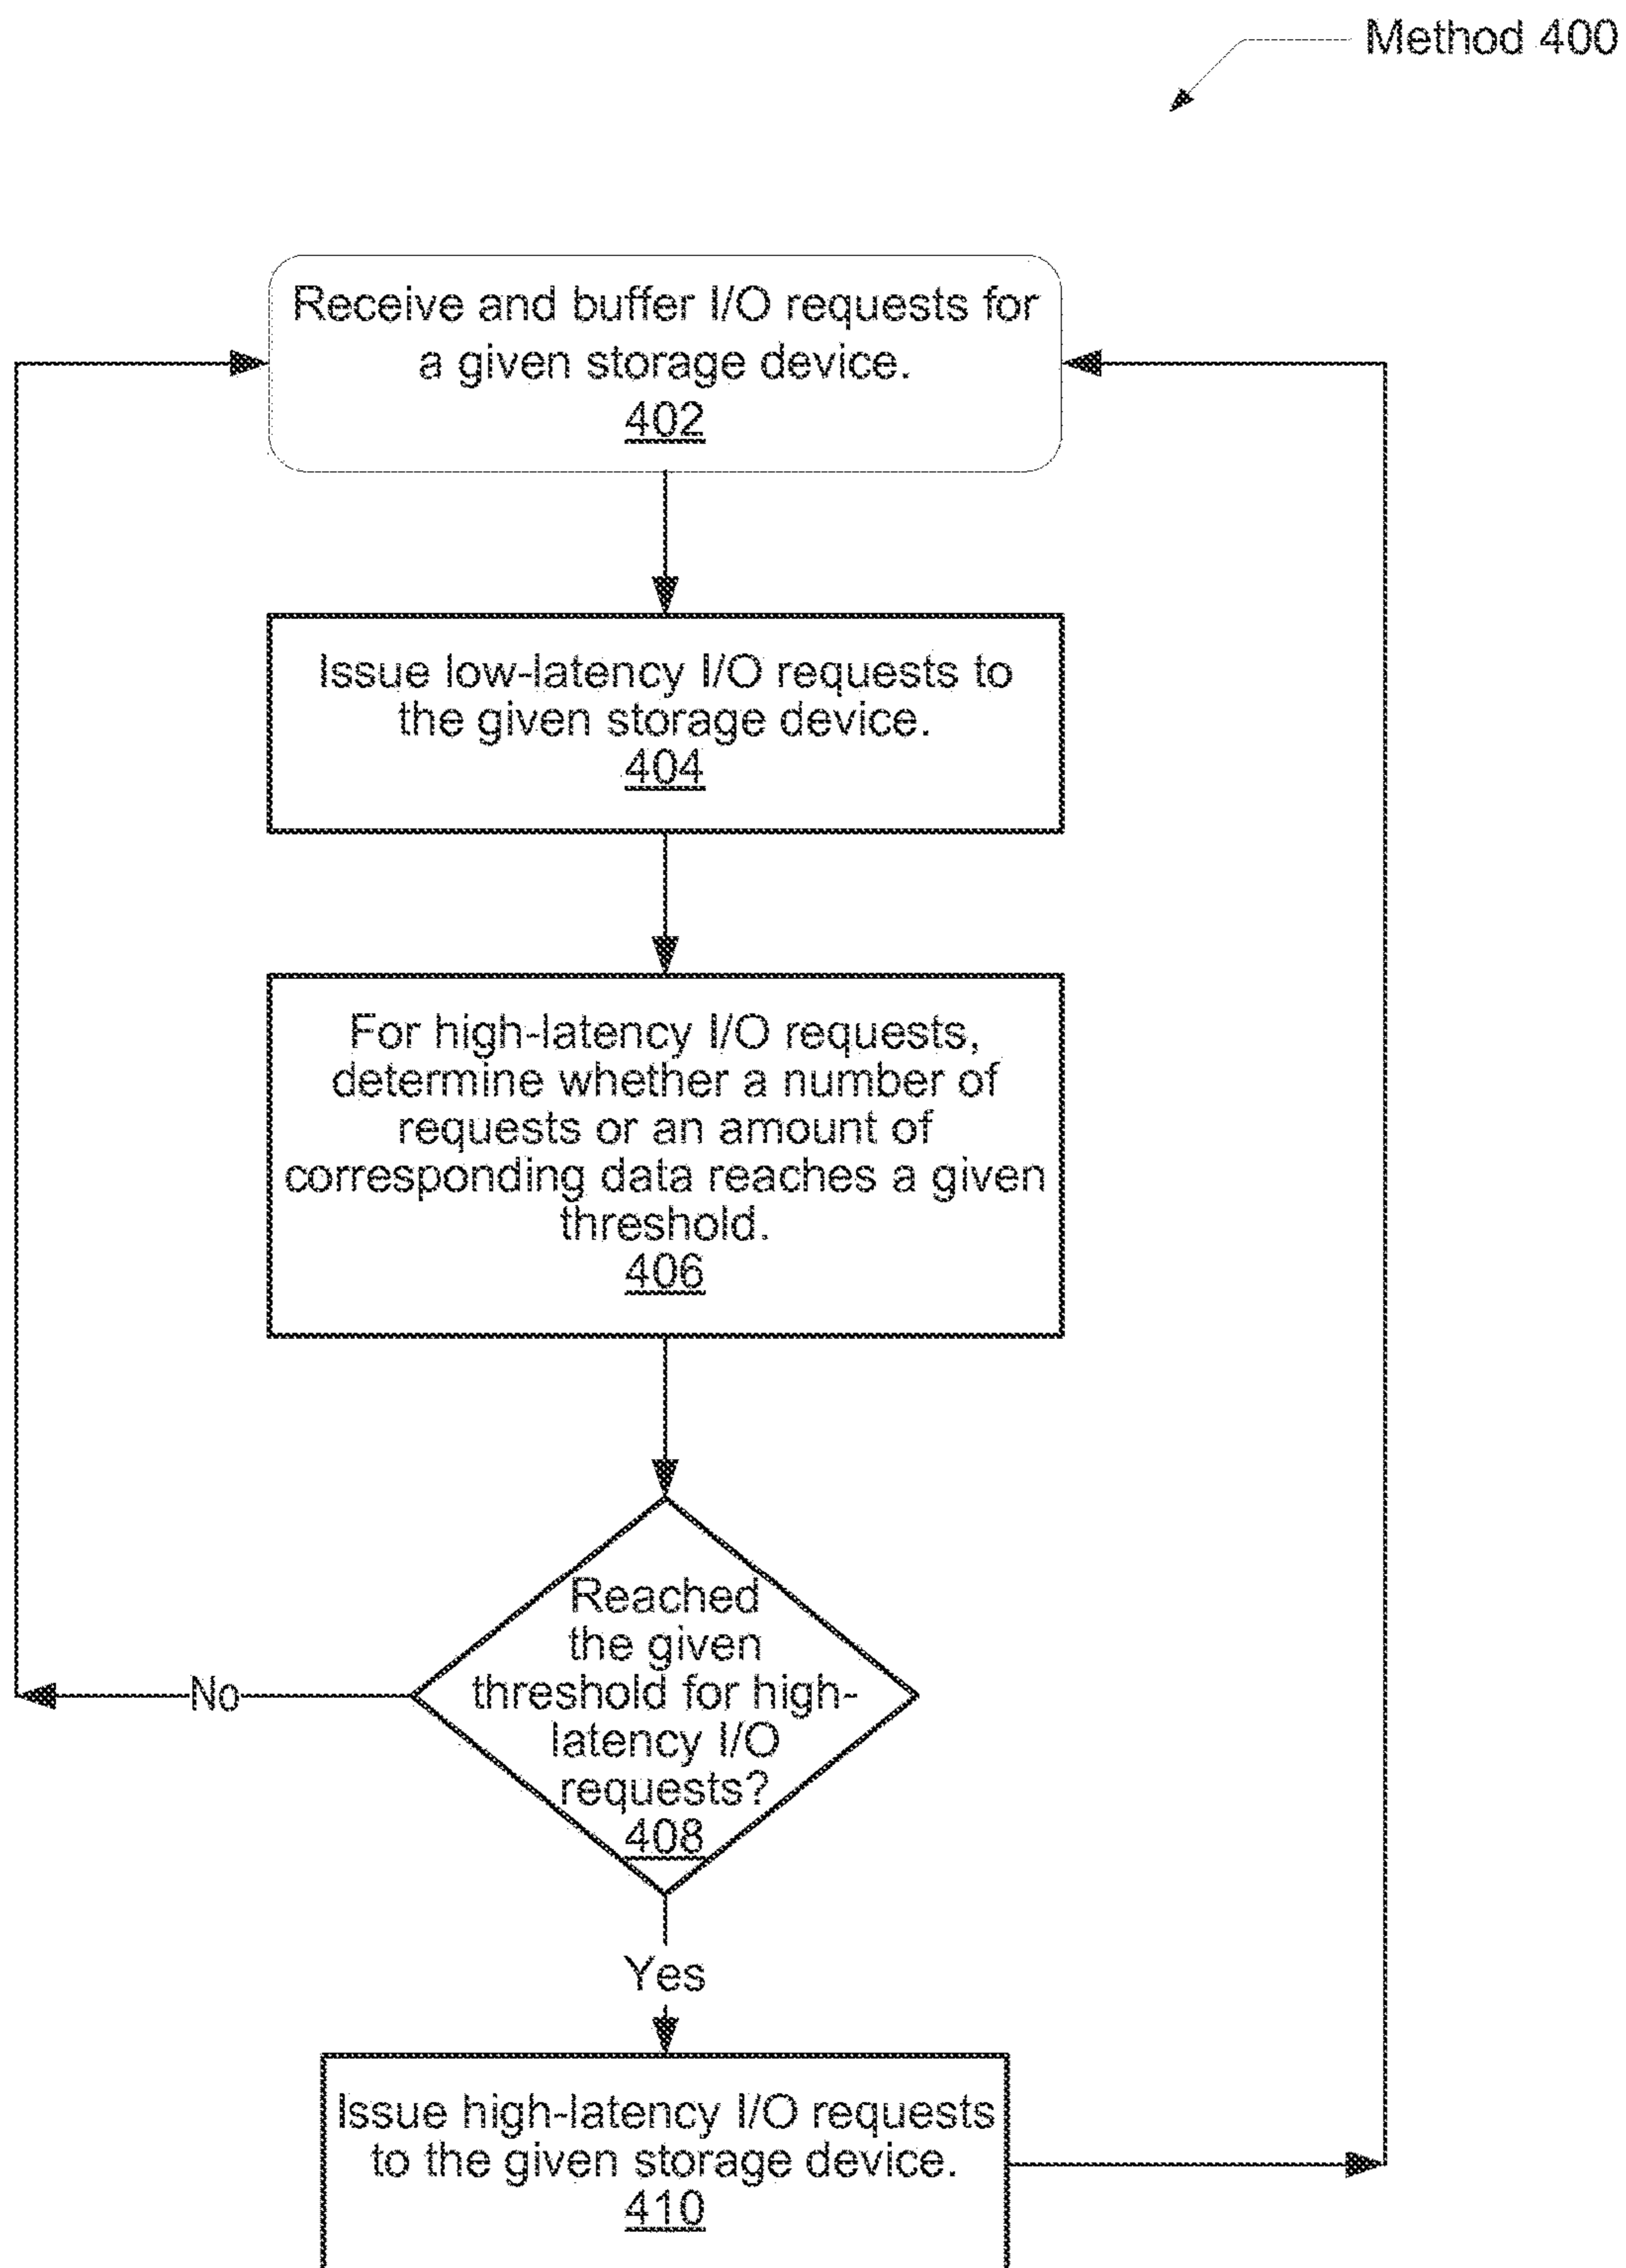 Method 400
Receive and buffer I/O requests for
a given storage device.
402
Issue low-latency I/O requests to
the given storage device.
404
For high-latency I/O requests,
determine whether a number of
requests or an amount of
corresponding data reaches a given
threshold.
406
Reached
the given
threshold for high-
latency I/O
requests?
408
No
Yes
Issue high-latency I/O requests
to the given storage device.
410